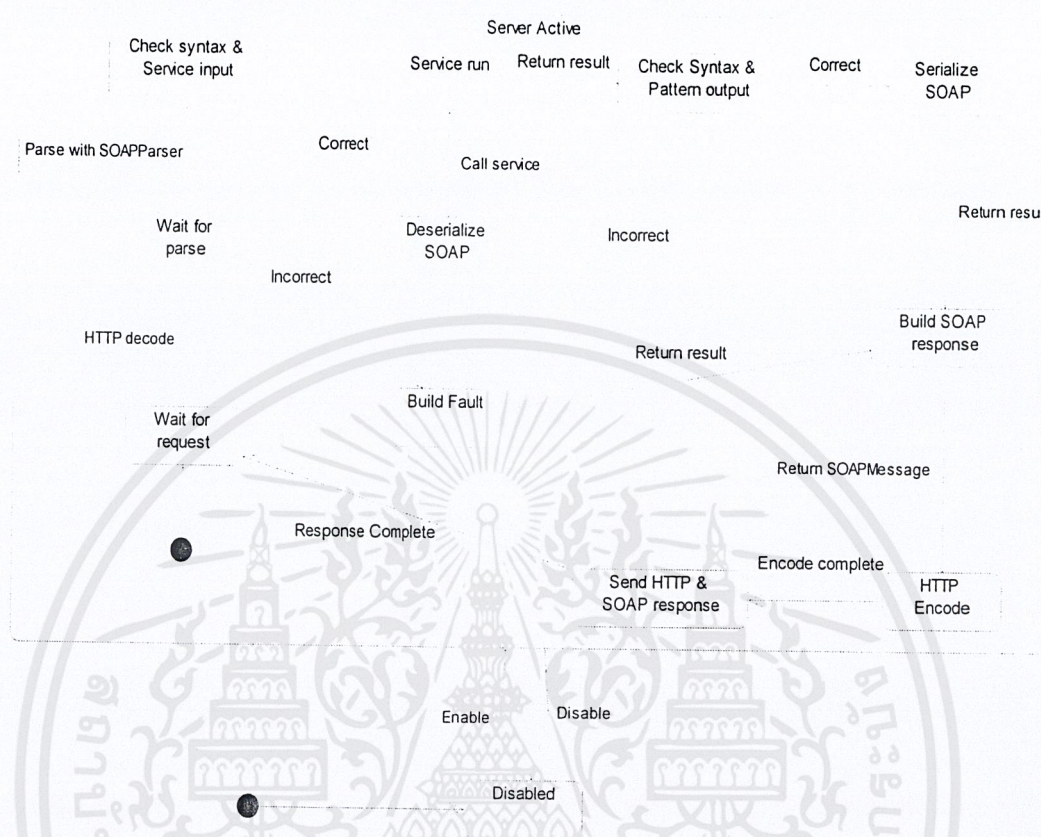 Server Active
Check syntax &
Service input
Service run
Return result
Check Syntax &
Pattern output
Correct
Serialize
SOAP
Parse with SOAPParser
Correct
Call service
Wait for
parse
Deserialize
SOAP
Incorrect
Return resu
Incorrect
HTTP decode
Return result
Build SOAP
response
Build Fault
Wait for
request
Return SOAPMessage
Response Complete
Encode complete
Send HTTP &
SOAP response
HTTP
Encode
Enable
Disable
Disabled